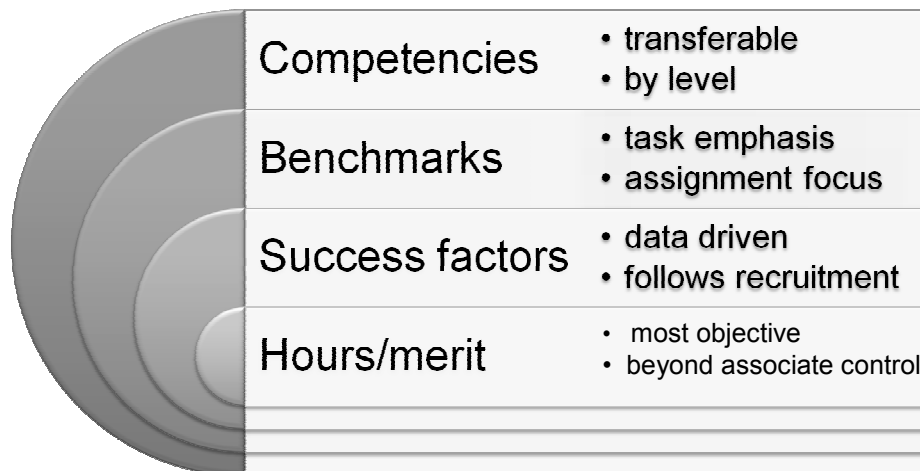 Competencies
• transferable
• by level
Benchmarks
• task emphasis
• assignment focus
Success factors
• data driven
• follows recruitment
Hours/merit
• most objective
• beyond associate control